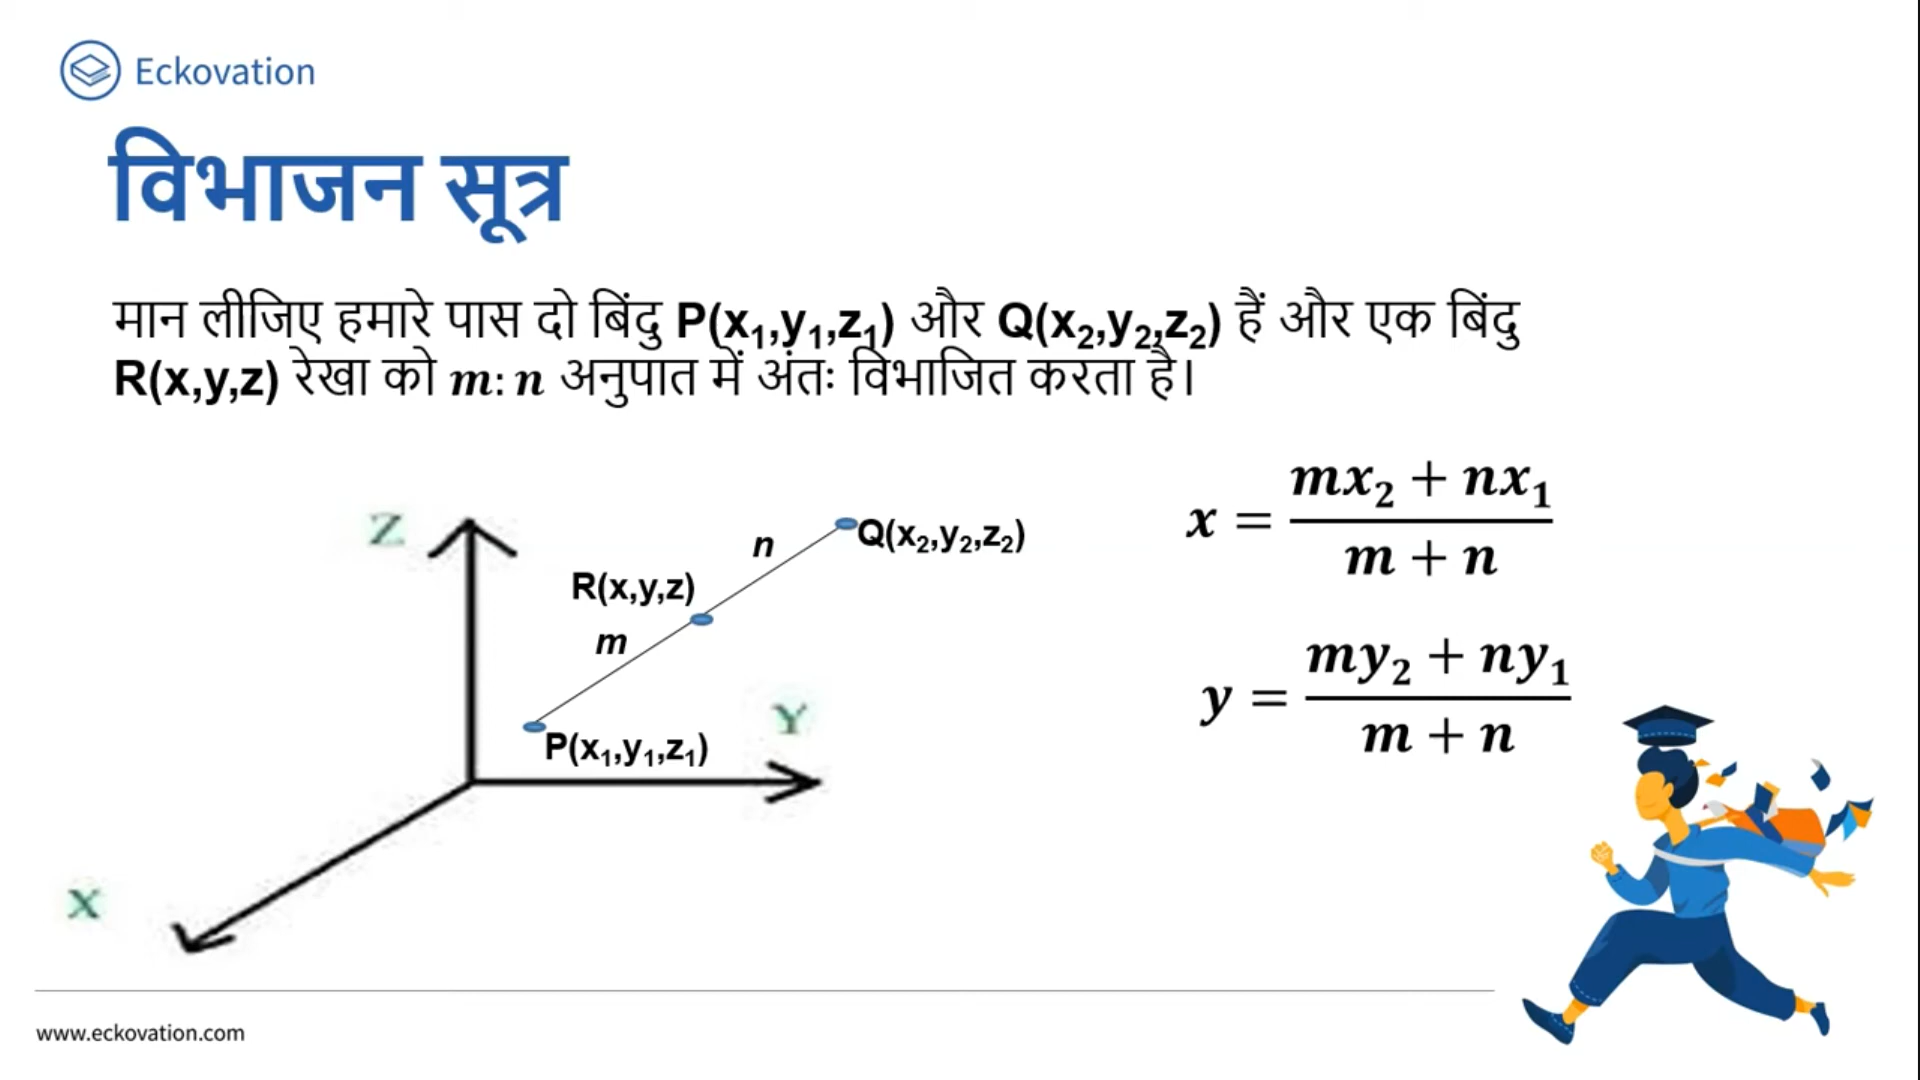 Eckovation
विभाजन सूत्र
मान लीजिए हमारे पास दो बिंदु P(x₁,y₁,z₁) और Q(x₂,y₂,z₂) हैं और एक बिंदु
R(x,y,z) रेखा को m: n अनुपात में अंतः विभाजित करता है।
Z
n
Q(x₂,y₂,z₂)
R(x,y,z)
m
Y
P(x₁,y₁,z₁)
X
x = (mx₂ + nx₁)/(m + n)
y = (my₂ + ny₁)/(m + n)
www.eckovation.com